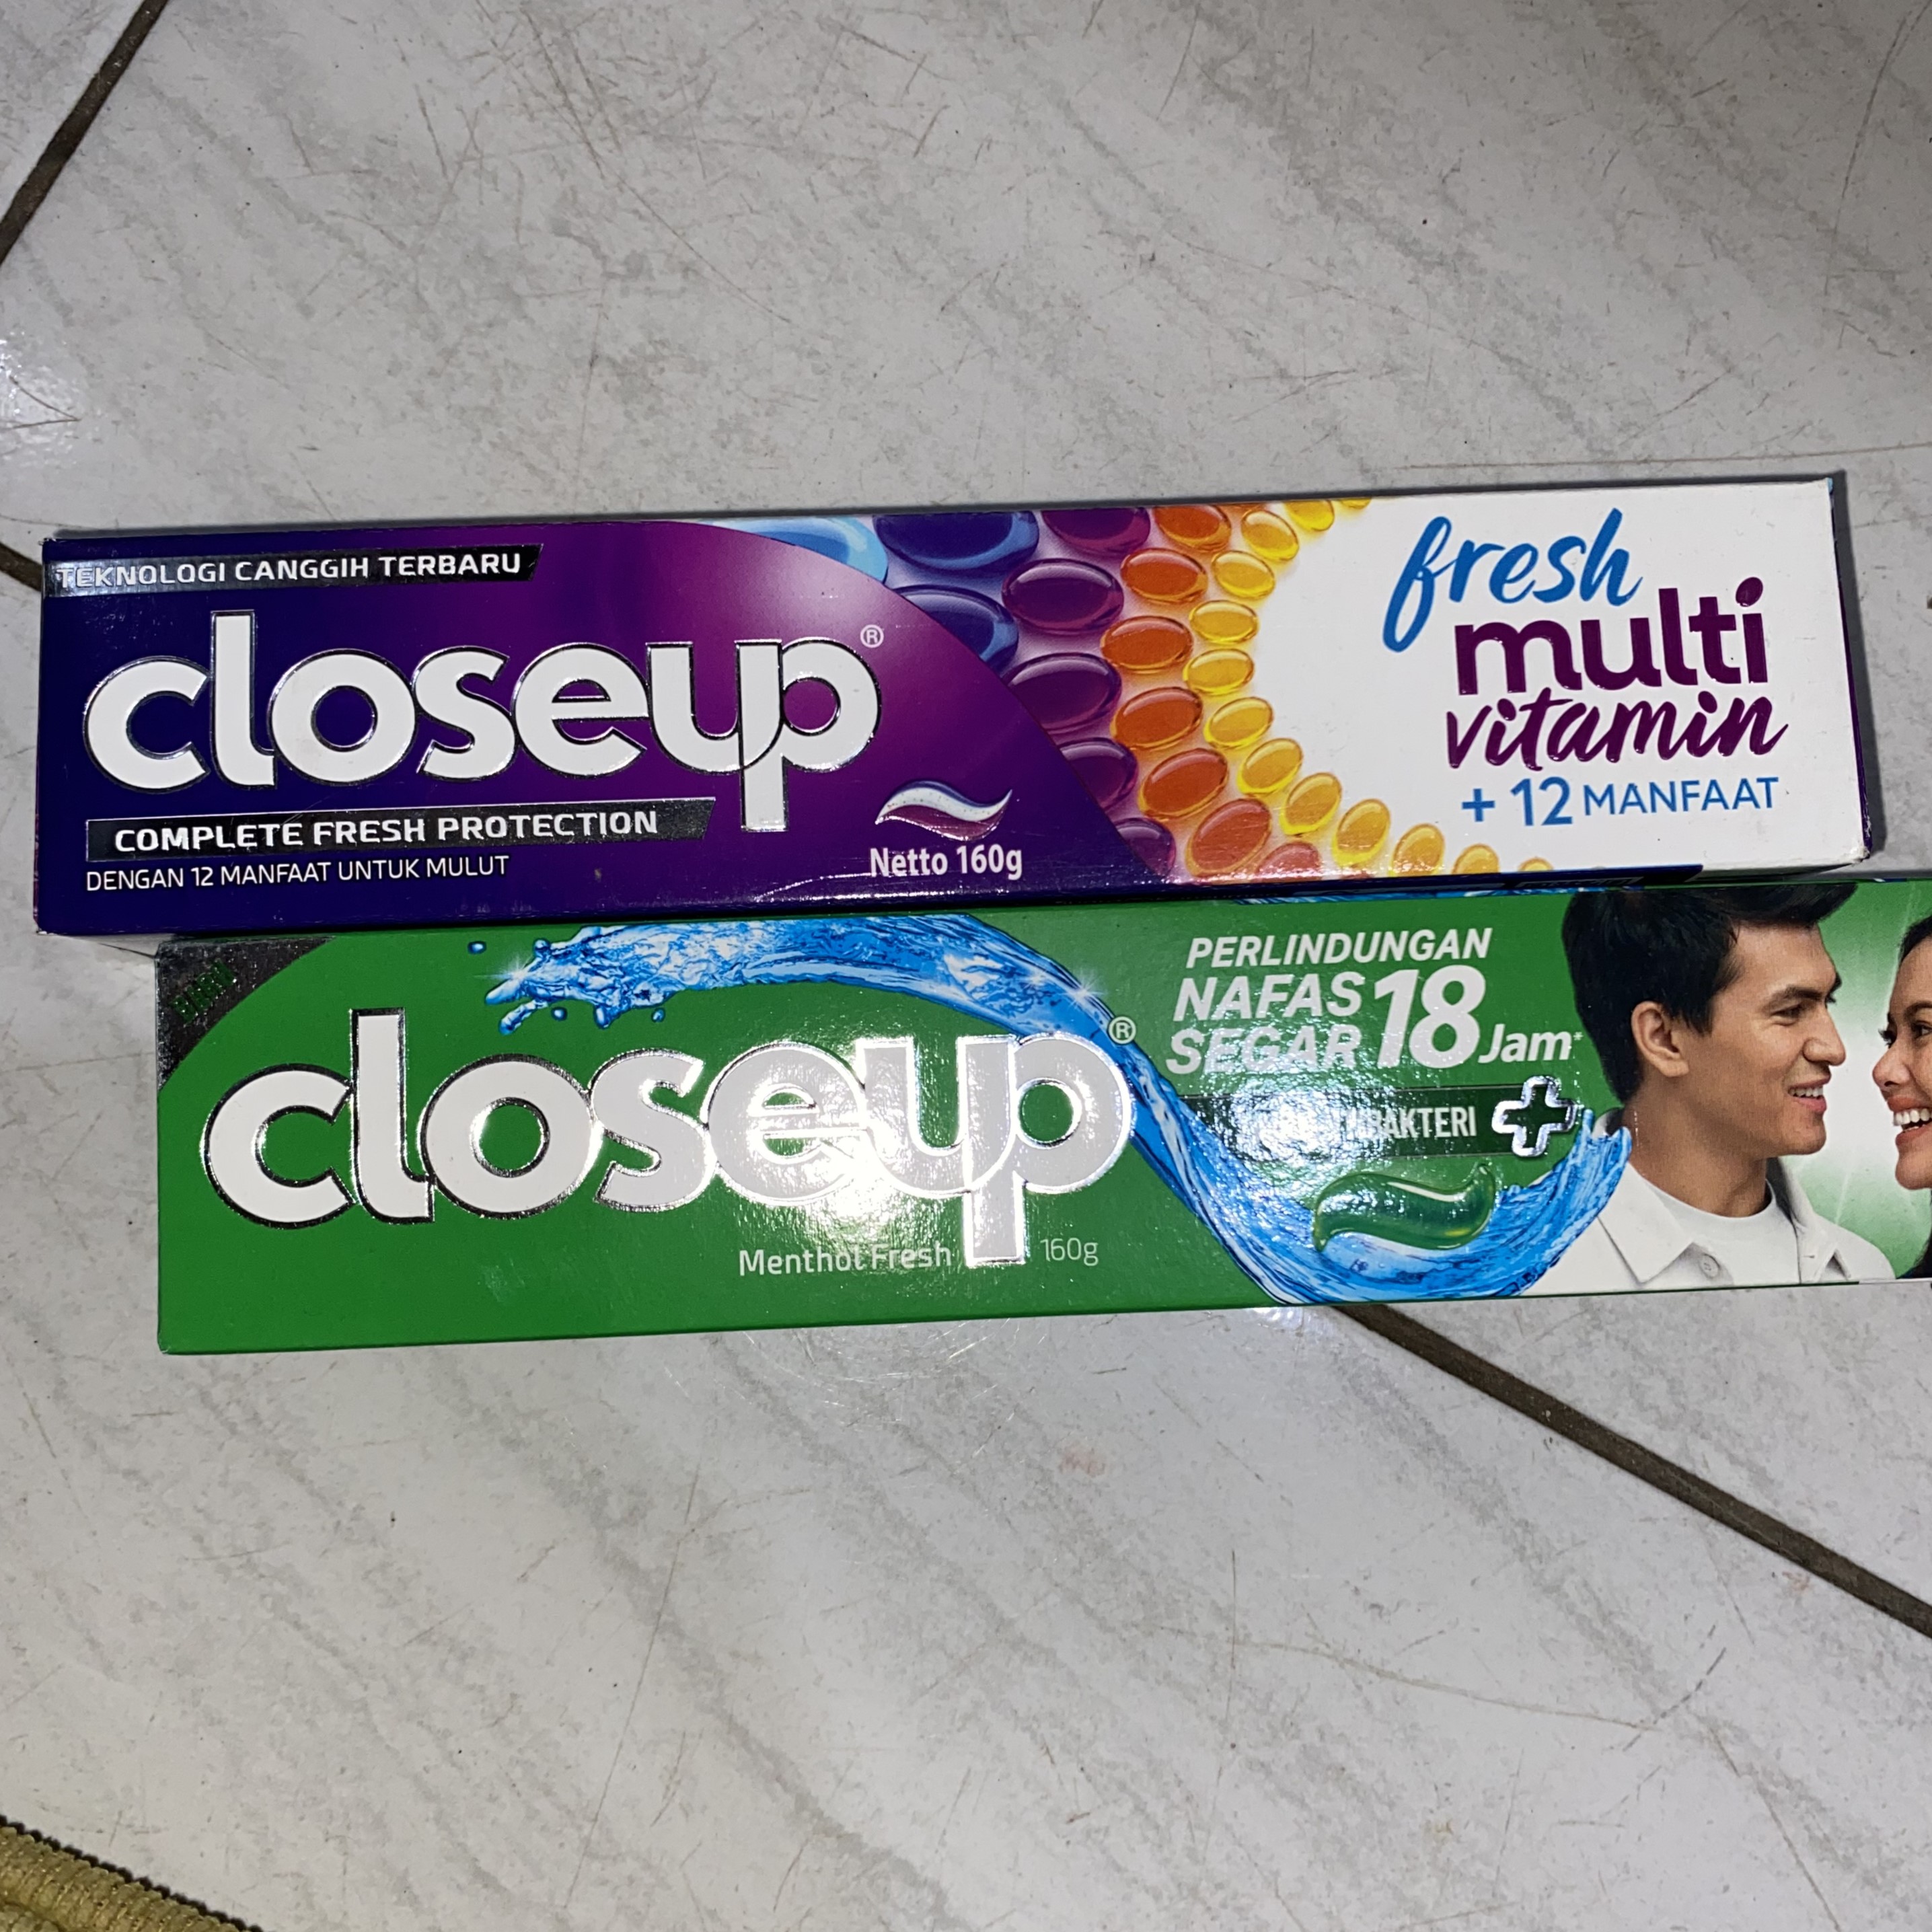 TEKNOLOGI CANGGIH TERBARU
closeup®
COMPLETE FRESH PROTECTION
DENGAN 12 MANFAAT UNTUK MULUT
Netto 160g
fresh
multi
vitamin
+ 12 MANFAAT
closeup®
Menthol Fresh
160g
PERLINDUNGAN
NAFAS
SEGAR 18 Jam*